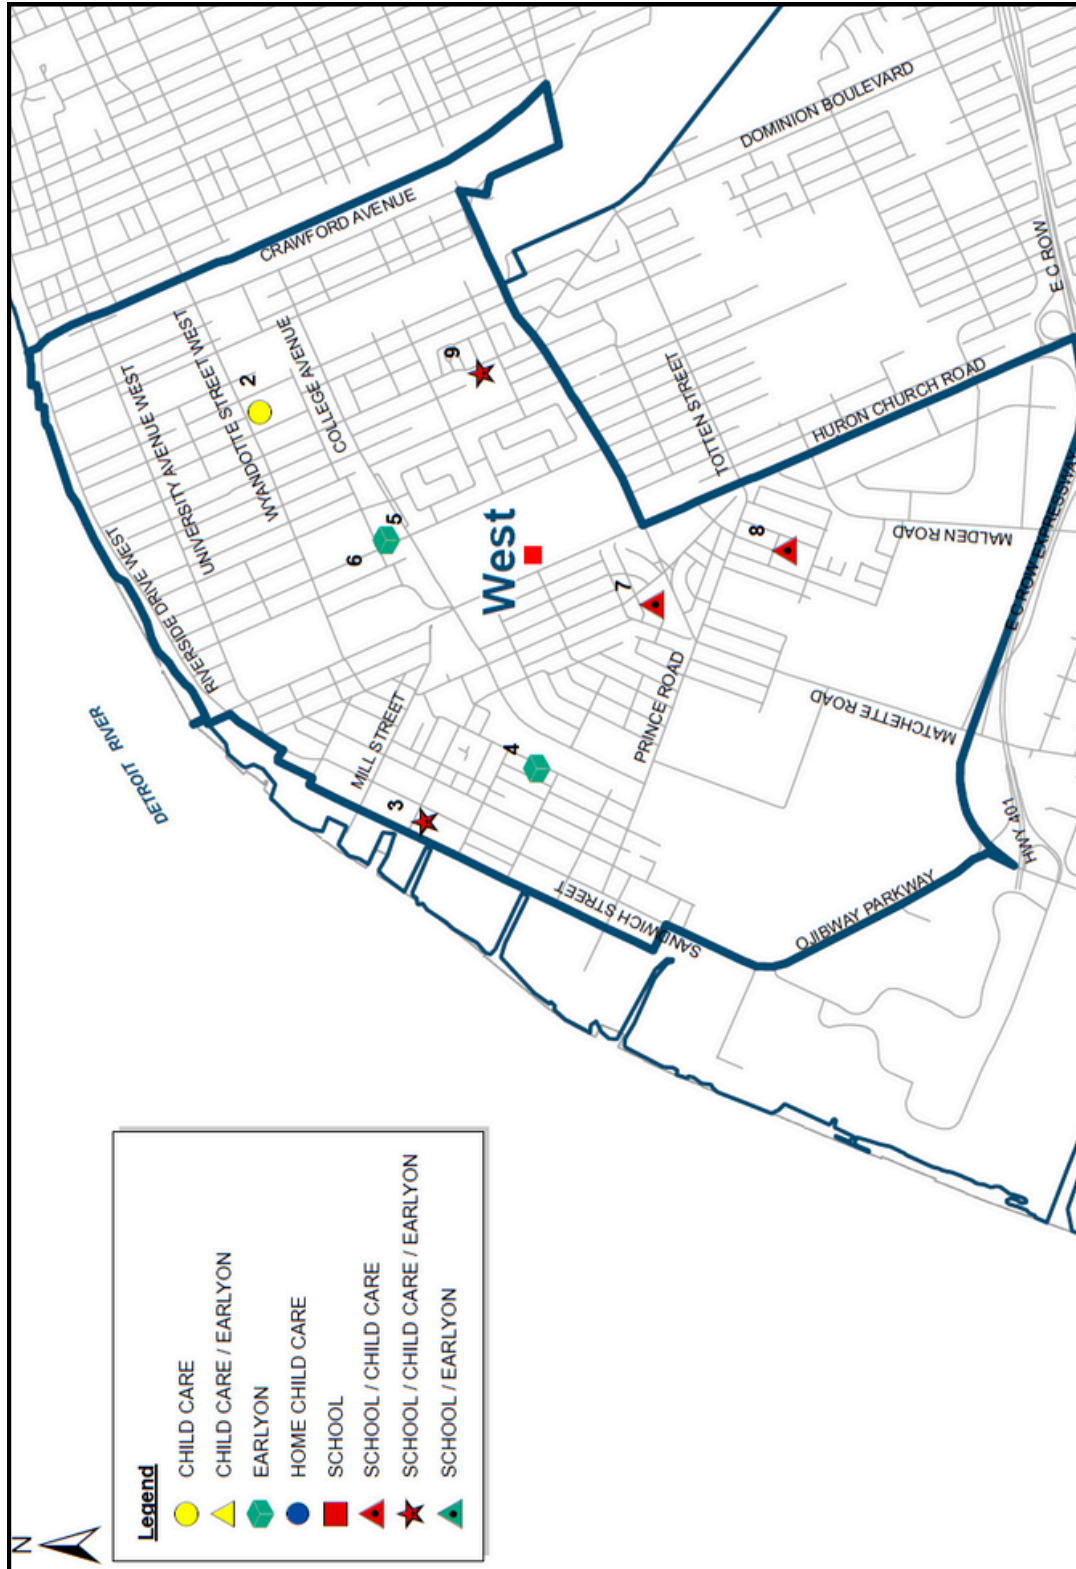 N
Legend
CHILD CARE
CHILD CARE / EARLYON
EARLYON
HOME CHILD CARE
SCHOOL
SCHOOL / CHILD CARE
SCHOOL / CHILD CARE / EARLYON
SCHOOL / EARLYON
DETROIT RIVER
RIVERSIDE DRIVE WEST
UNIVERSITY AVENUE WEST
WYANDOTTE STREET WEST
COLLEGE AVENUE
CRAWFORD AVENUE
2
6
5
9
West
MILL STREET
3
4
7
8
SANDWICH STREET
PRINCE ROAD
TOTTEN STREET
DOMINION BOULEVARD
HURON CHURCH ROAD
MALDEN ROAD
MATCHETTE ROAD
OJIBWAY PARKWAY
E C ROW EXPRESSWAY
E C ROW
HWY 401